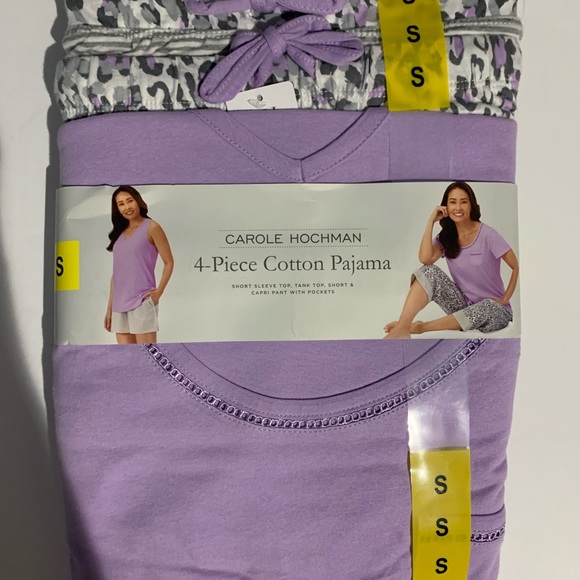 S
S
S
CAROLE HOCHMAN
4-Piece Cotton Pajama
SHORT SLEEVE TOP, TANK TOP, SHORT &
CAPRI PANT WITH POCKETS
S
S
S
S